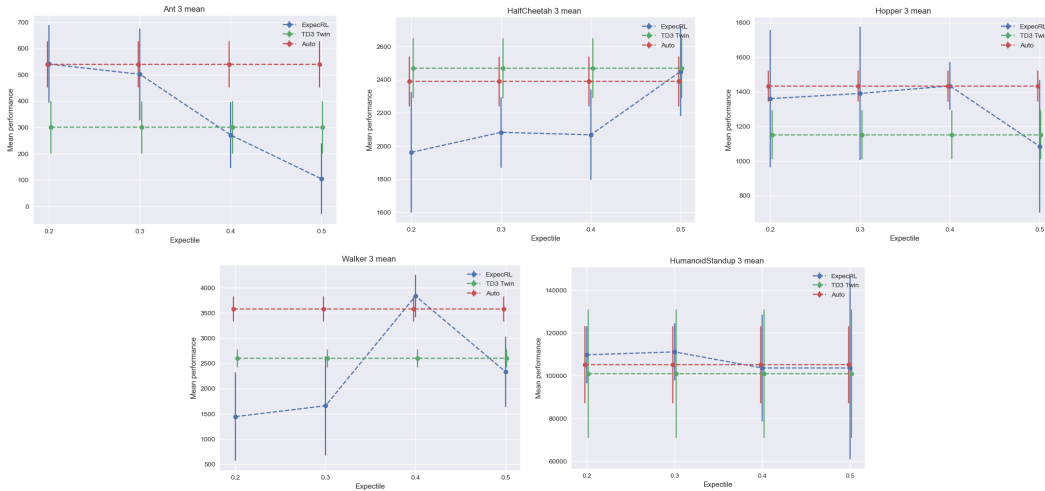 Ant 3 mean
Mean performance
700
600
500
400
300
200
100
0
0.2 0.3 0.4 0.5
Expectile
ExpecRL
TD3 Twin
Auto
HalfCheetah 3 mean
Mean performance
2600
2400
2200
2000
1800
1600
0.2 0.3 0.4 0.5
Expectile
ExpecRL
TD3 Twin
Auto
Hopper 3 mean
Mean performance
1800
1600
1400
1200
1000
800
0.2 0.3 0.4 0.5
Expectile
ExpecRL
TD3 Twin
Auto
Walker 3 mean
Mean performance
4000
3500
3000
2500
2000
1500
1000
500
0.2 0.3 0.4 0.5
Expectile
ExpecRL
TD3 Twin
Auto
HumanoidStandup 3 mean
Mean performance
140000
120000
100000
80000
60000
0.2 0.3 0.4 0.5
Expectile
ExpecRL
TD3 Twin
Auto